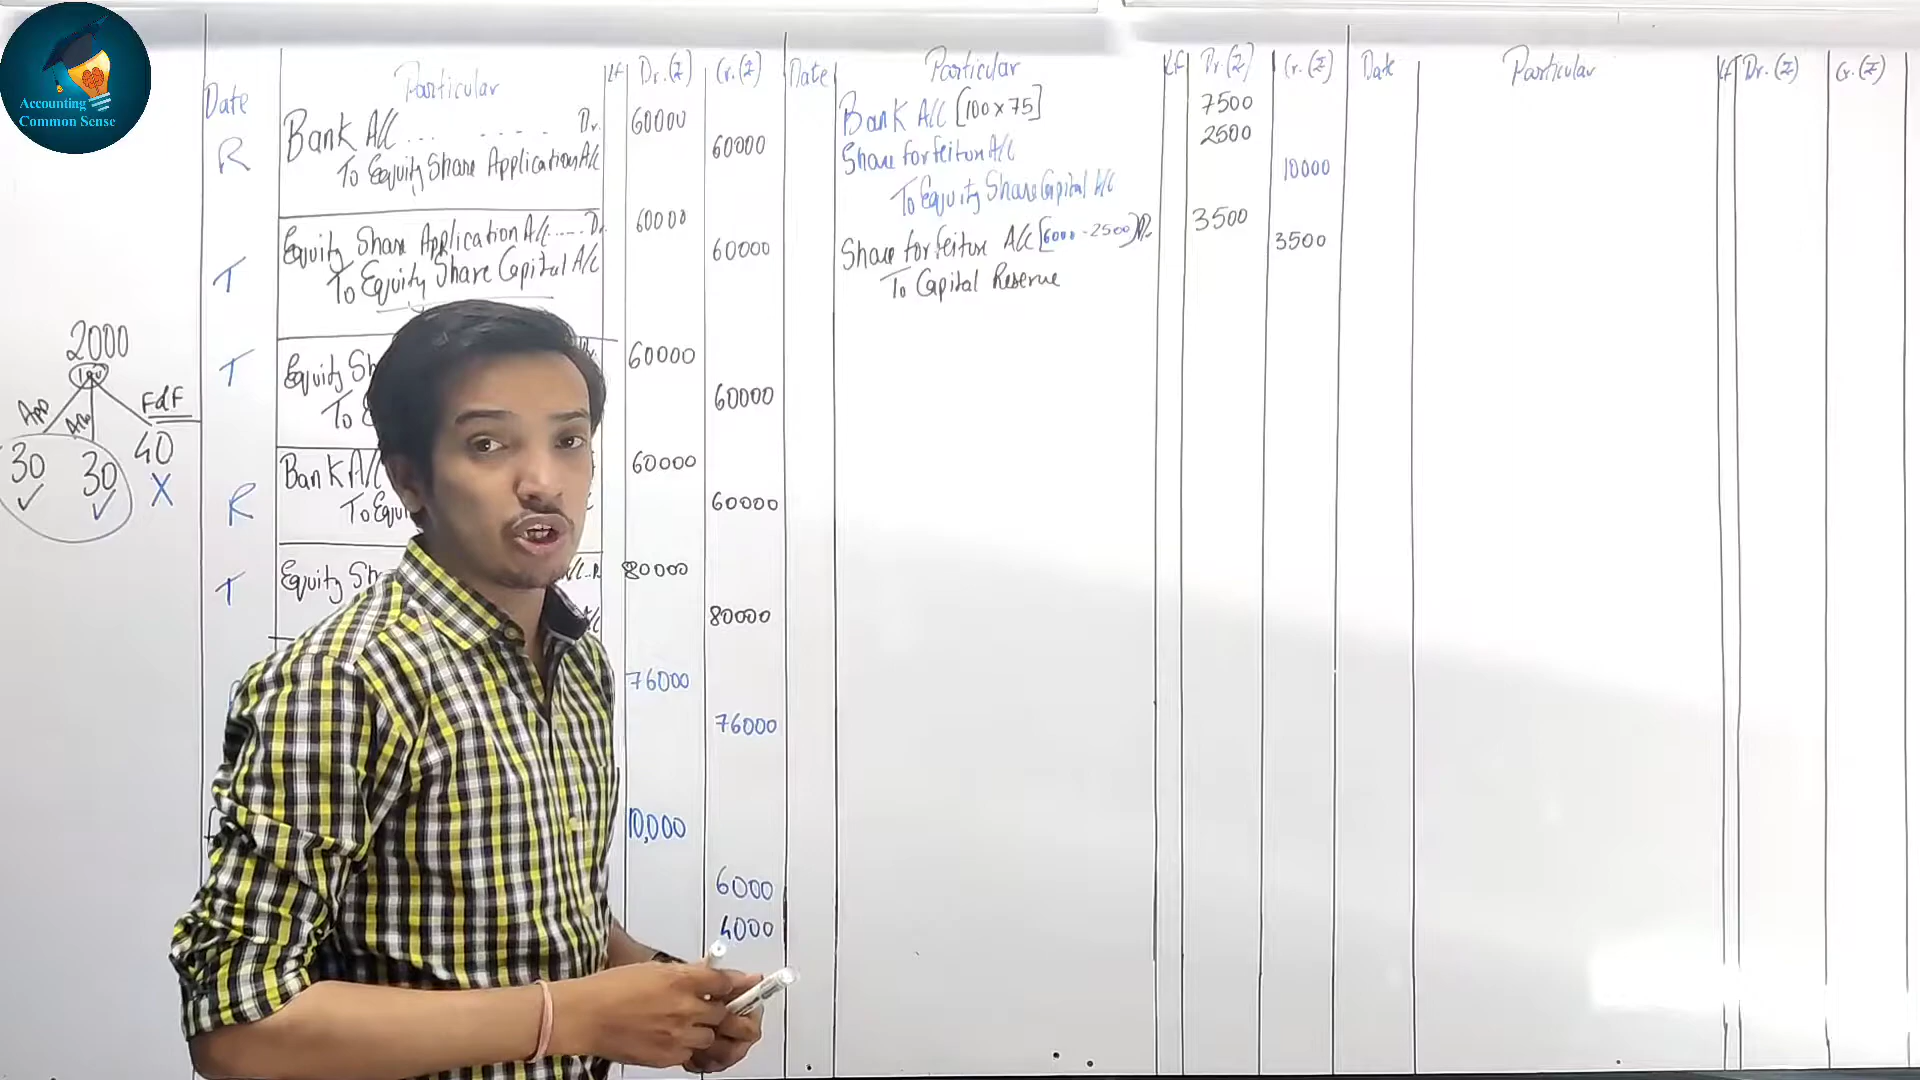 Accounting
Common Sense
Date Particular Lf Dr.(₹) Cr.(₹)
R Bank A/C ... - - - - Dr. 60000
To Equity Share Application A/c 60000
Equity Share Application A/c ..... Dr. 60000
T To Equity Share Capital A/c 60000
T Equity Sh 60000
To 60000
Bank A/C 60000
R To Equi 60000
T Equity Sh A/c..D. 80000
A/c 80000
76000
76000
10,000
6000
4000
2000
App
FdF
30
30
40
✓
✓
X
Date Particular Lf Dr.(₹) Cr.(₹)
Bank A/C [100 x 75] 7500
Share forfeiture A/c 2500
To Equity Share Capital A/c 10000
Share forfeiture A/C [6000 - 2500] Dr. 3500
To Capital Reserve 3500
Date Particular Lf Dr.(₹) Cr.(₹)